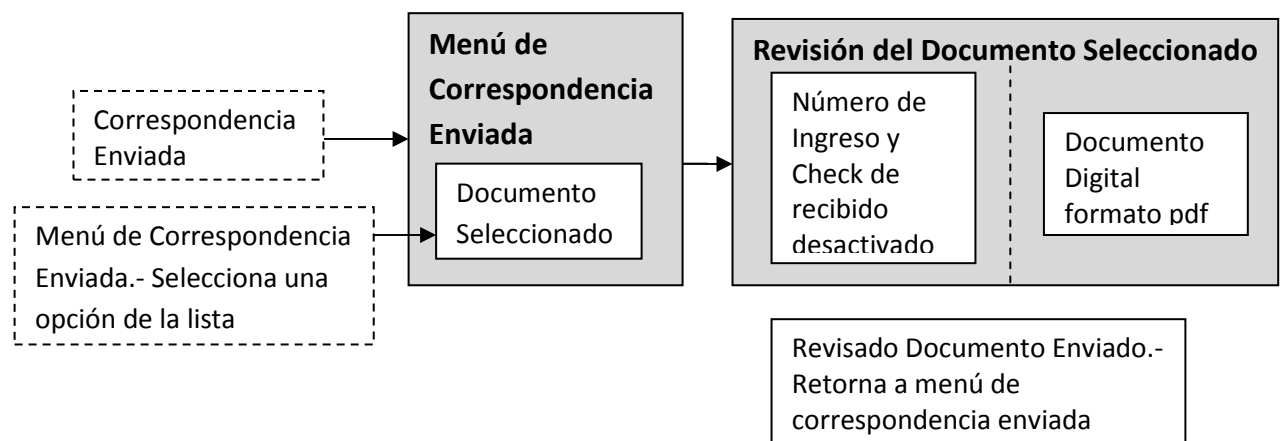 Correspondencia
Enviada
Menú de Correspondencia
Enviada.- Selecciona una
opción de la lista
Menú de
Correspondencia
Enviada
Documento
Seleccionado
Revisión del Documento Seleccionado
Número de
Ingreso y
Check de
recibido
desactivado
Documento
Digital
formato pdf
Revisado Documento Enviado.-
Retorna a menú de
correspondencia enviada